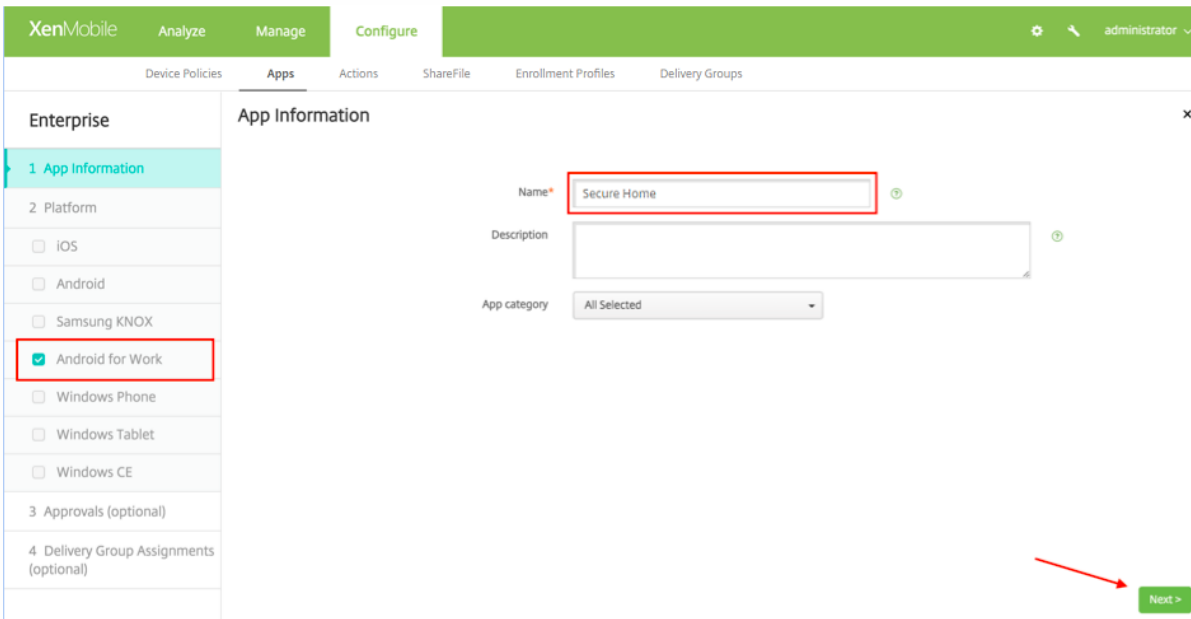 XenMobile Analyze Manage Configure administrator
Device Policies Apps Actions ShareFile Enrollment Profiles Delivery Groups
Enterprise
1 App Information
2 Platform
iOS
Android
Samsung KNOX
Android for Work
Windows Phone
Windows Tablet
Windows CE
3 Approvals (optional)
4 Delivery Group Assignments
(optional)
App Information
Name* Secure Home
Description
App category All Selected
Next >